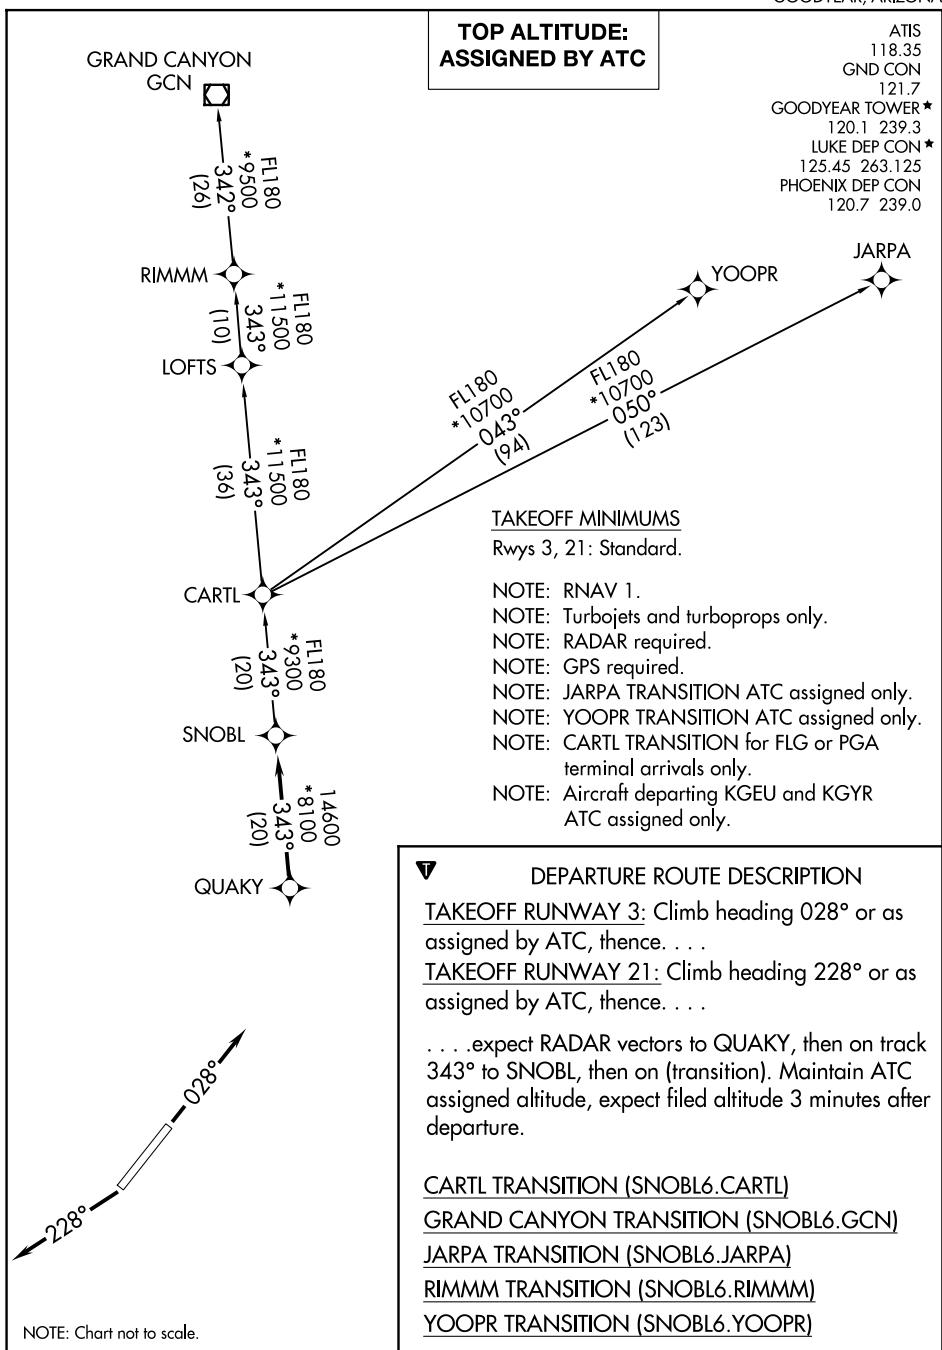 GOODYEAR, ARIZONA
TOP ALTITUDE:
ASSIGNED BY ATC
ATIS
118.35
GND CON
121.7
GOODYEAR TOWER★
120.1 239.3
LUKE DEP CON★
125.45 263.125
PHOENIX DEP CON
120.7 239.0
GRAND CANYON
GCN
FL180
*9500
342°
(26)
RIMMM
FL180
*11500
343°
(10)
LOFTS
FL180
*11500
343°
(36)
YOOPR
JARPA
FL180
*10700
043°
(94)
FL180
*10700
050°
(123)
CARTL
FL180
*9300
343°
(20)
SNOBL
14600
*8100
343°
(20)
QUAKY
TAKEOFF MINIMUMS
Rwys 3, 21: Standard.
NOTE: RNAV 1.
NOTE: Turbojets and turboprops only.
NOTE: RADAR required.
NOTE: GPS required.
NOTE: JARPA TRANSITION ATC assigned only.
NOTE: YOOPR TRANSITION ATC assigned only.
NOTE: CARTL TRANSITION for FLG or PGA
terminal arrivals only.
NOTE: Aircraft departing KGEU and KGYR
ATC assigned only.
T
DEPARTURE ROUTE DESCRIPTION
TAKEOFF RUNWAY 3: Climb heading 028° or as
assigned by ATC, thence. . . .
TAKEOFF RUNWAY 21: Climb heading 228° or as
assigned by ATC, thence. . . .
. . . .expect RADAR vectors to QUAKY, then on track
343° to SNOBL, then on (transition). Maintain ATC
assigned altitude, expect filed altitude 3 minutes after
departure.
CARTL TRANSITION (SNOBL6.CARTL)
GRAND CANYON TRANSITION (SNOBL6.GCN)
JARPA TRANSITION (SNOBL6.JARPA)
RIMMM TRANSITION (SNOBL6.RIMMM)
YOOPR TRANSITION (SNOBL6.YOOPR)
028°
228°
NOTE: Chart not to scale.